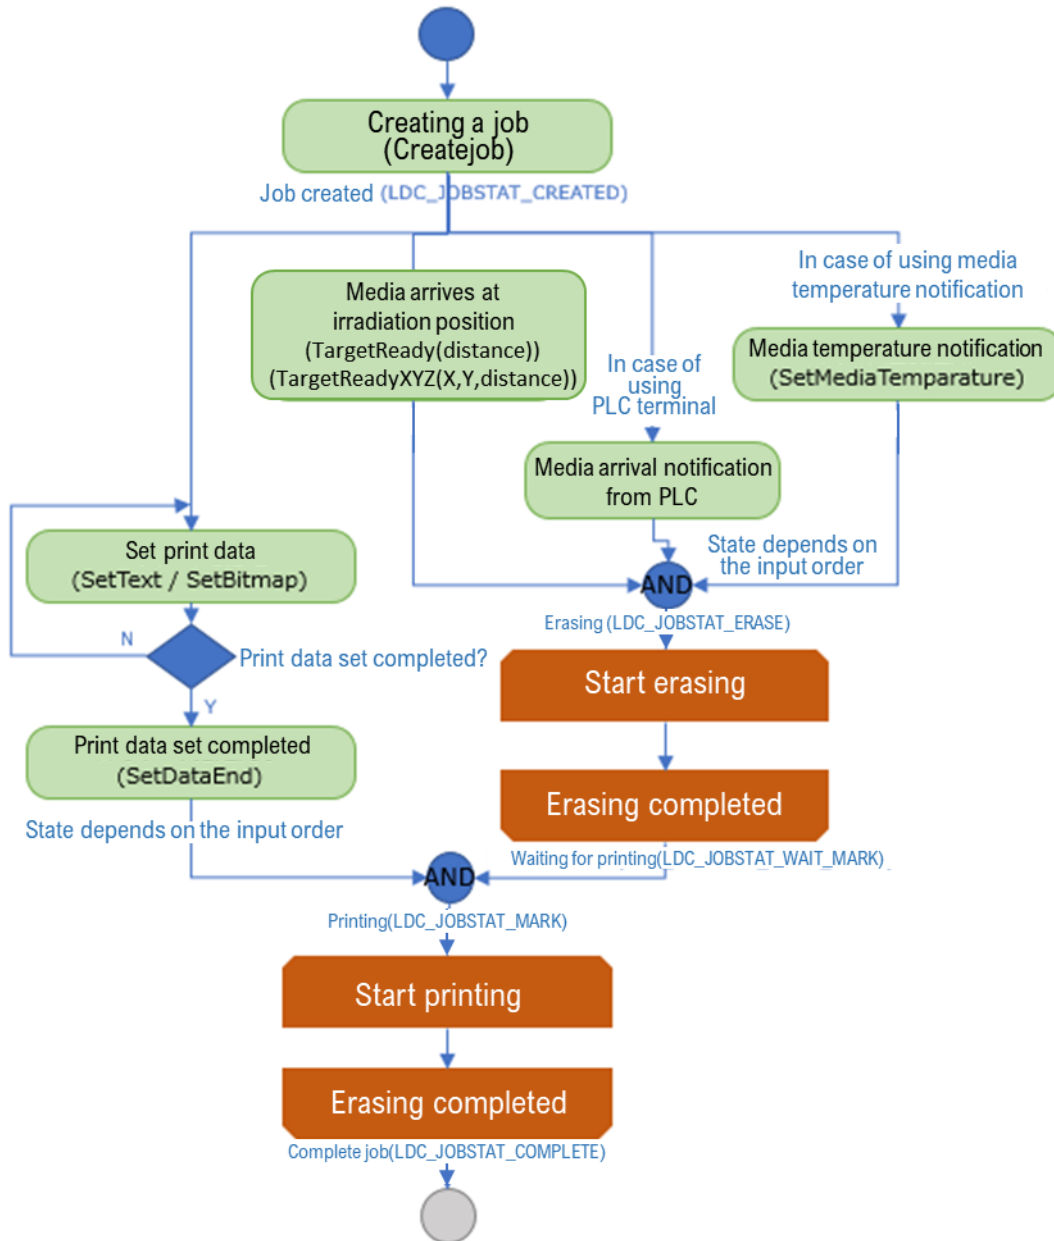 Creating a job
(Createjob)
Job created (LDC_JOBSTAT_CREATED)
In case of using media
temperature notification
Media arrives at
irradiation position
(TargetReady(distance))
(TargetReadyXYZ(X,Y,distance))
In case of
using
PLC terminal
Media temperature notification
(SetMediaTemparature)
Media arrival notification
from PLC
Set print data
(SetText / SetBitmap)
State depends on
the input order
AND
Erasing (LDC_JOBSTAT_ERASE)
N
Print data set completed?
Start erasing
Y
Print data set completed
(SetDataEnd)
Erasing completed
State depends on the input order
Waiting for printing(LDC_JOBSTAT_WAIT_MARK)
AND
Printing(LDC_JOBSTAT_MARK)
Start printing
Erasing completed
Complete job(LDC_JOBSTAT_COMPLETE)